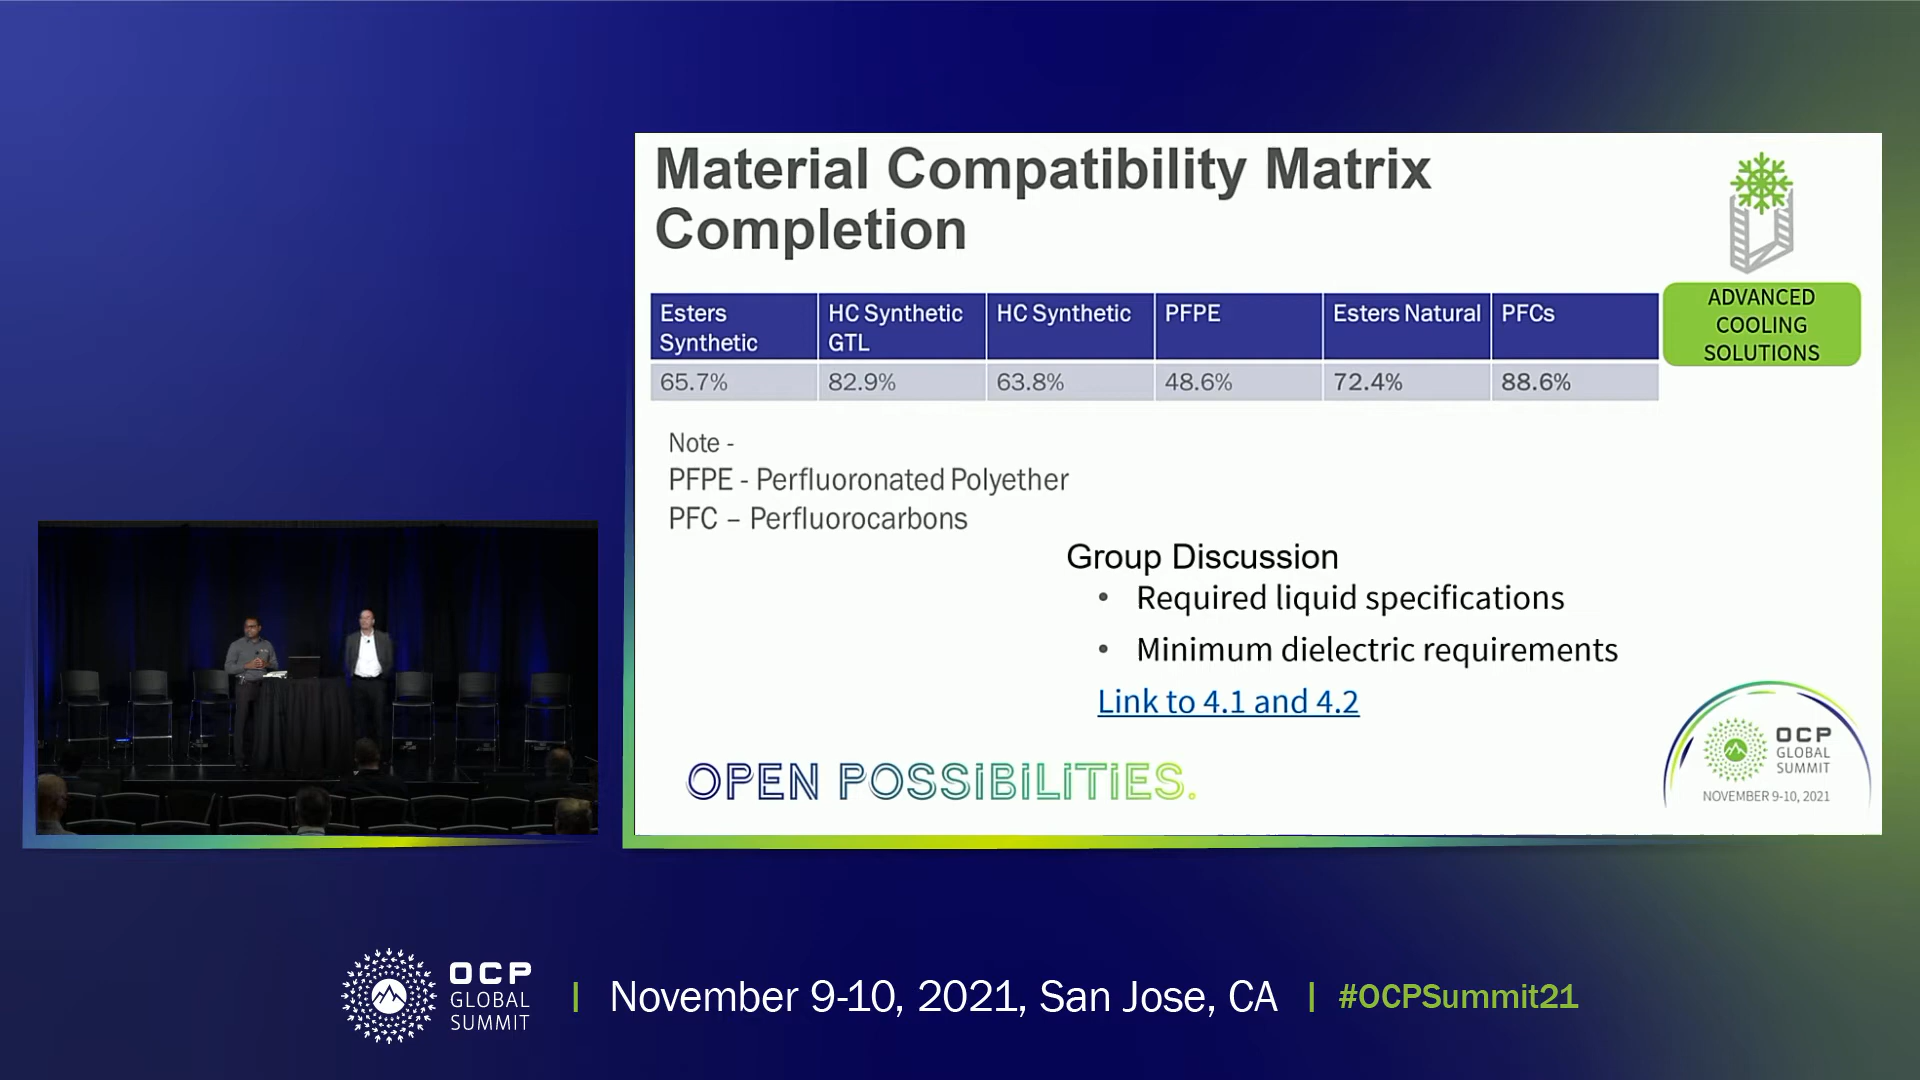 Material Compatibility Matrix
Completion
ADVANCED
COOLING
SOLUTIONS
Esters Synthetic
HC Synthetic GTL
HC Synthetic
PFPE
Esters Natural
PFCs
65.7%
82.9%
63.8%
48.6%
72.4%
88.6%
Note -
PFPE - Perfluoronated Polyether
PFC – Perfluorocarbons
Group Discussion
• Required liquid specifications
• Minimum dielectric requirements
Link to 4.1 and 4.2
OPEN POSSIBILITIES.
OCP
GLOBAL
SUMMIT
NOVEMBER 9-10, 2021
OCP
GLOBAL
SUMMIT
| November 9-10, 2021, San Jose, CA | #OCPSummit21